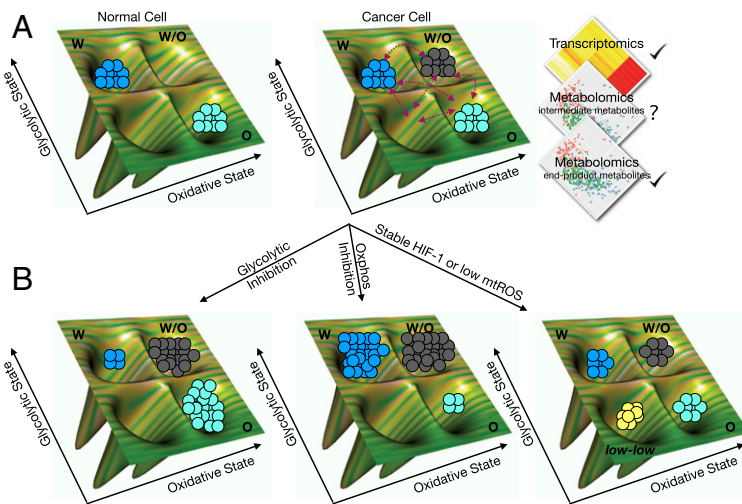 A
Normal Cell
W
W/O
O
Glycolytic State
Oxidative State
Cancer Cell
W
W/O
O
Glycolytic State
Oxidative State
Transcriptomics
Metabolomics
intermediate metabolites
?
Metabolomics
end-product metabolites
Glycolytic
Inhibition
Oxphos
Inhibition
Stable HIF-1 or low mtROS
B
W
W/O
O
Glycolytic State
Oxidative State
W
W/O
O
Glycolytic State
Oxidative State
W
W/O
low-low
O
Glycolytic State
Oxidative State